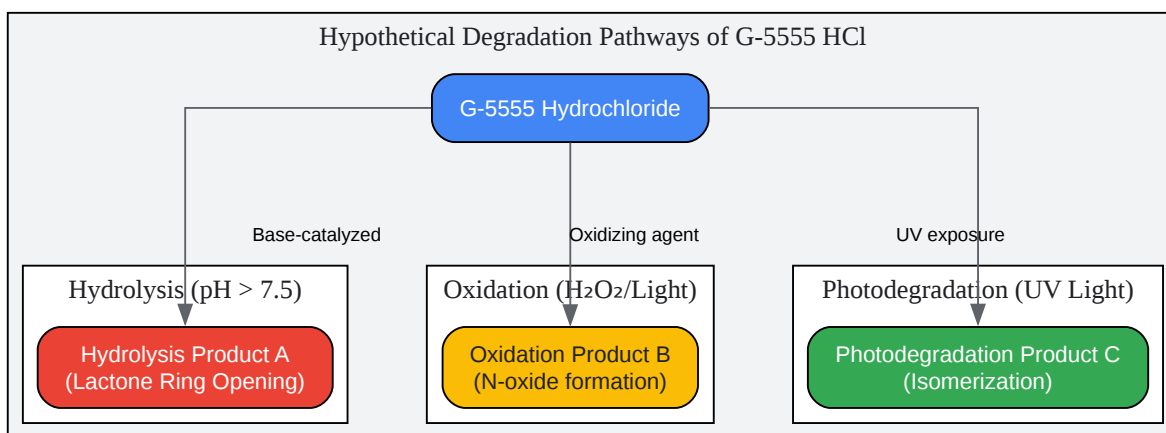 Hypothetical Degradation Pathways of G-5555 HCl
G-5555 Hydrochloride
Base-catalyzed
Oxidizing agent
UV exposure
Hydrolysis (pH > 7.5)
Oxidation (H₂O₂/Light)
Photodegradation (UV Light)
Hydrolysis Product A
(Lactone Ring Opening)
Oxidation Product B
(N-oxide formation)
Photodegradation Product C
(Isomerization)